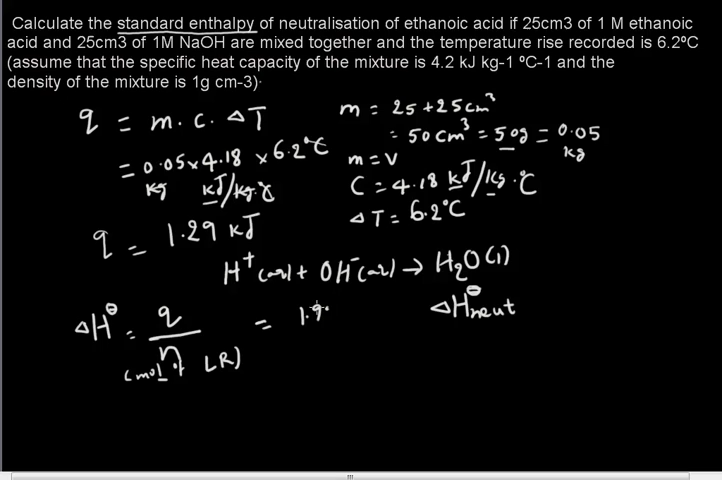 Calculate the standard enthalpy of neutralisation of ethanoic acid if 25cm3 of 1 M ethanoic
acid and 25cm3 of 1M NaOH are mixed together and the temperature rise recorded is 6.2ºC
(assume that the specific heat capacity of the mixture is 4.2 kJ kg-1 ºC-1 and the
density of the mixture is 1g cm-3)
q = m. c. ΔT
= 0.05 × 4.18 × 6.2°C
kg kJ/kg.°C
q = 1.29 kJ
m = 25 + 25 cm³
= 50 cm³ = 50g = 0.05
kg
m = V
C = 4.18 kJ/kg.°C
ΔT = 6.2°C
H⁺(aq) + OH⁻(aq) → H₂O(l)
ΔH⊖neut
ΔH⊖ = q/n =
(mol of LR)